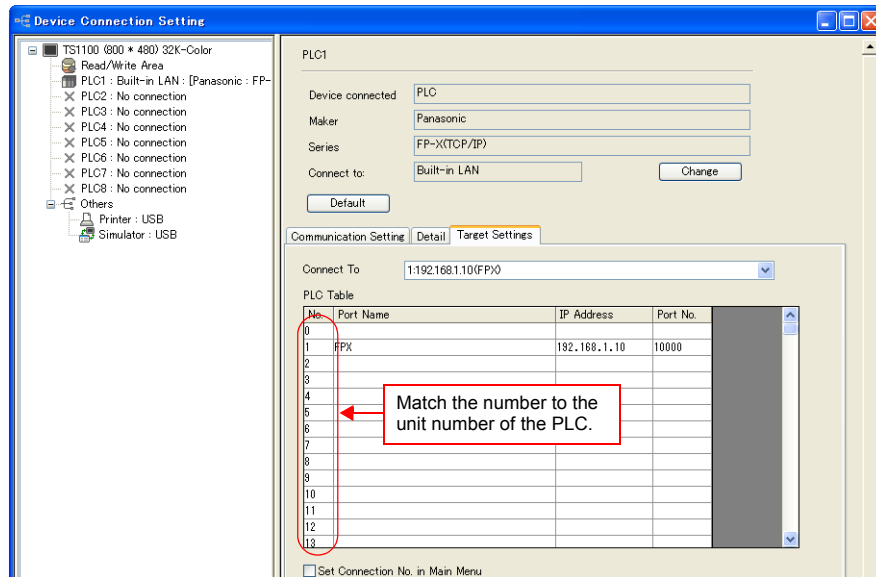 Device Connection Setting
TS1100 (800 * 480) 32K-Color
Read/Write Area
PLC1 : Built-in LAN : [Panasonic : FP-
PLC2 : No connection
PLC3 : No connection
PLC4 : No connection
PLC5 : No connection
PLC6 : No connection
PLC7 : No connection
PLC8 : No connection
Others
Printer : USB
Simulator : USB
PLC1
Device connected PLC
Maker Panasonic
Series FP-X(TCP/IP)
Connect to: Built-in LAN Change
Default
Communication Setting Detail Target Settings
Connect To 1:192.168.1.10(FPX)
PLC Table
No. Port Name IP Address Port No.
0
1 FPX 192.168.1.10 10000
2
3
4
5
6
7
8
9
10
11
12
13
Match the number to the
unit number of the PLC.
Set Connection No. in Main Menu